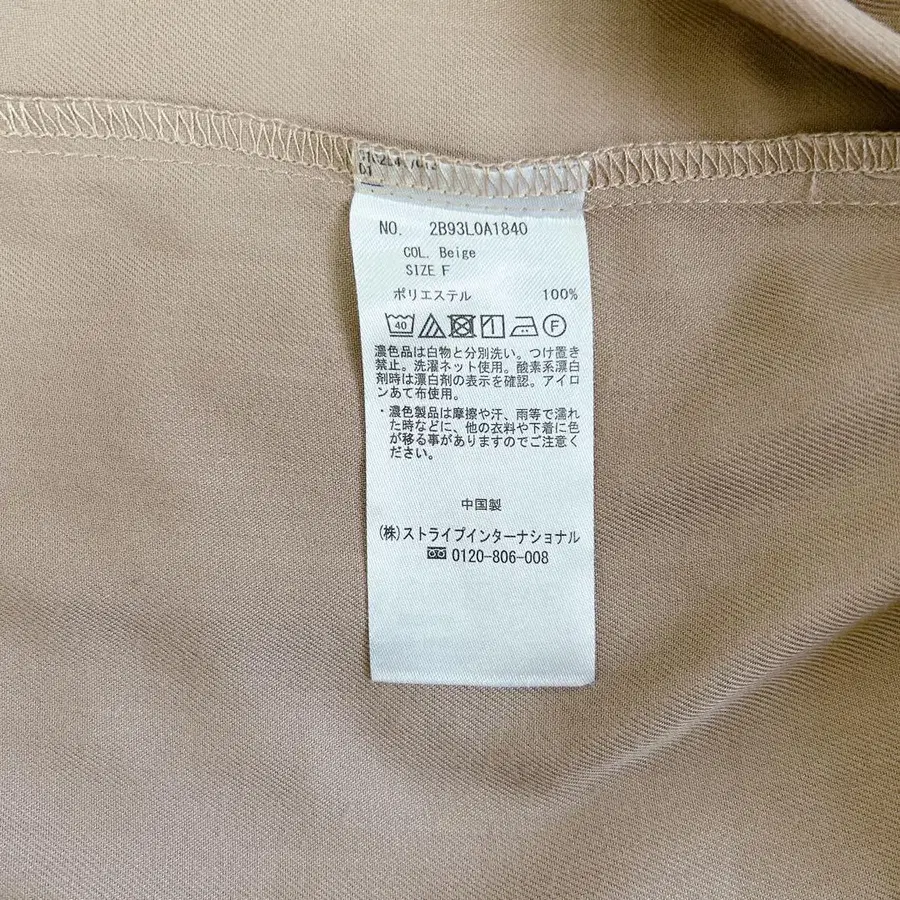 NO. 2B93L0A1840
COL. Beige
SIZE F
ポリエステル 100%
40 F
濃色品は白物と分別洗い。つけ置き
禁止。洗濯ネット使用。酸素系漂白
剤時は漂白剤の表示を確認。アイロ
ンあて布使用。
・濃色製品は摩擦や汗、雨等で濡れ
た時などに、他の衣料や下着に色
が移る事がありますのでご注意く
ださい。
中国製
(株)ストライプインターナショナル
0120-806-008